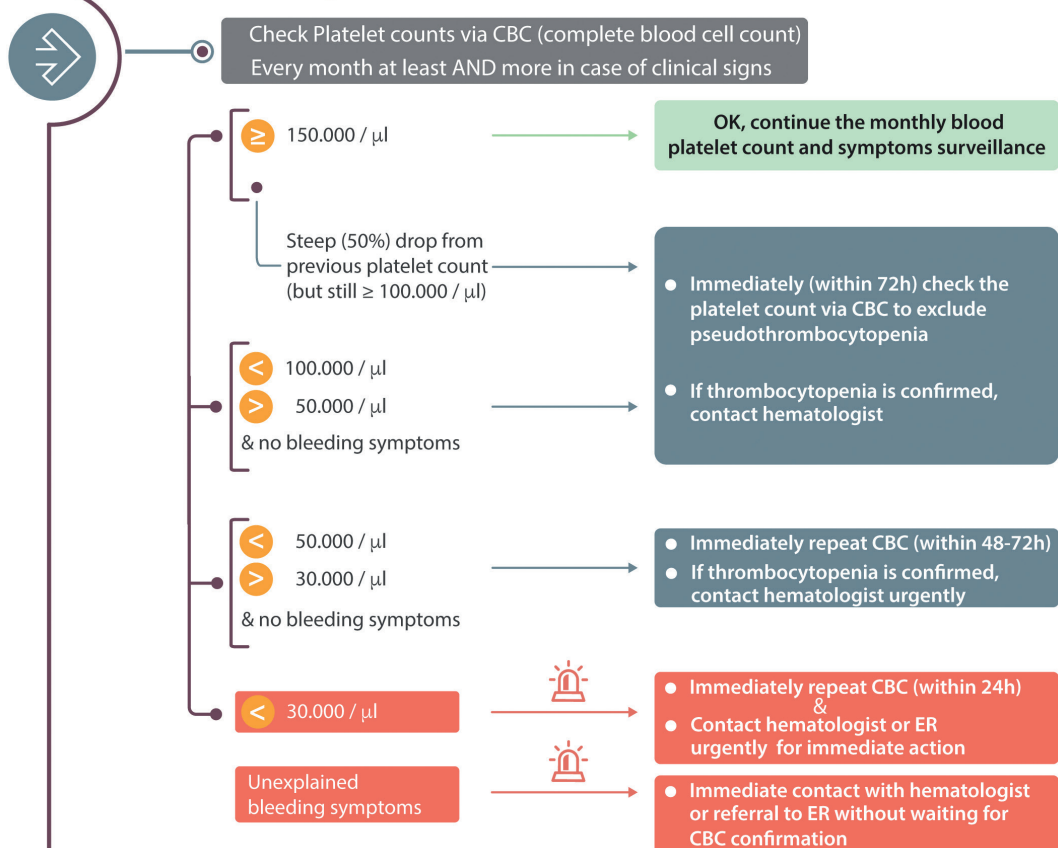 Check Platelet counts via CBC (complete blood cell count)
Every month at least AND more in case of clinical signs
≥ 150.000 / µl
OK, continue the monthly blood
platelet count and symptoms surveillance
Steep (50%) drop from
previous platelet count
(but still ≥ 100.000 / µl)
● Immediately (within 72h) check the
platelet count via CBC to exclude
pseudothrombocytopenia
● If thrombocytopenia is confirmed,
contact hematologist
< 100.000 / µl
> 50.000 / µl
& no bleeding symptoms
< 50.000 / µl
> 30.000 / µl
& no bleeding symptoms
● Immediately repeat CBC (within 48-72h)
● If thrombocytopenia is confirmed,
contact hematologist urgently
< 30.000 / µl
● Immediately repeat CBC (within 24h)
&
● Contact hematologist or ER
urgently for immediate action
Unexplained
bleeding symptoms
● Immediate contact with hematologist
or referral to ER without waiting for
CBC confirmation